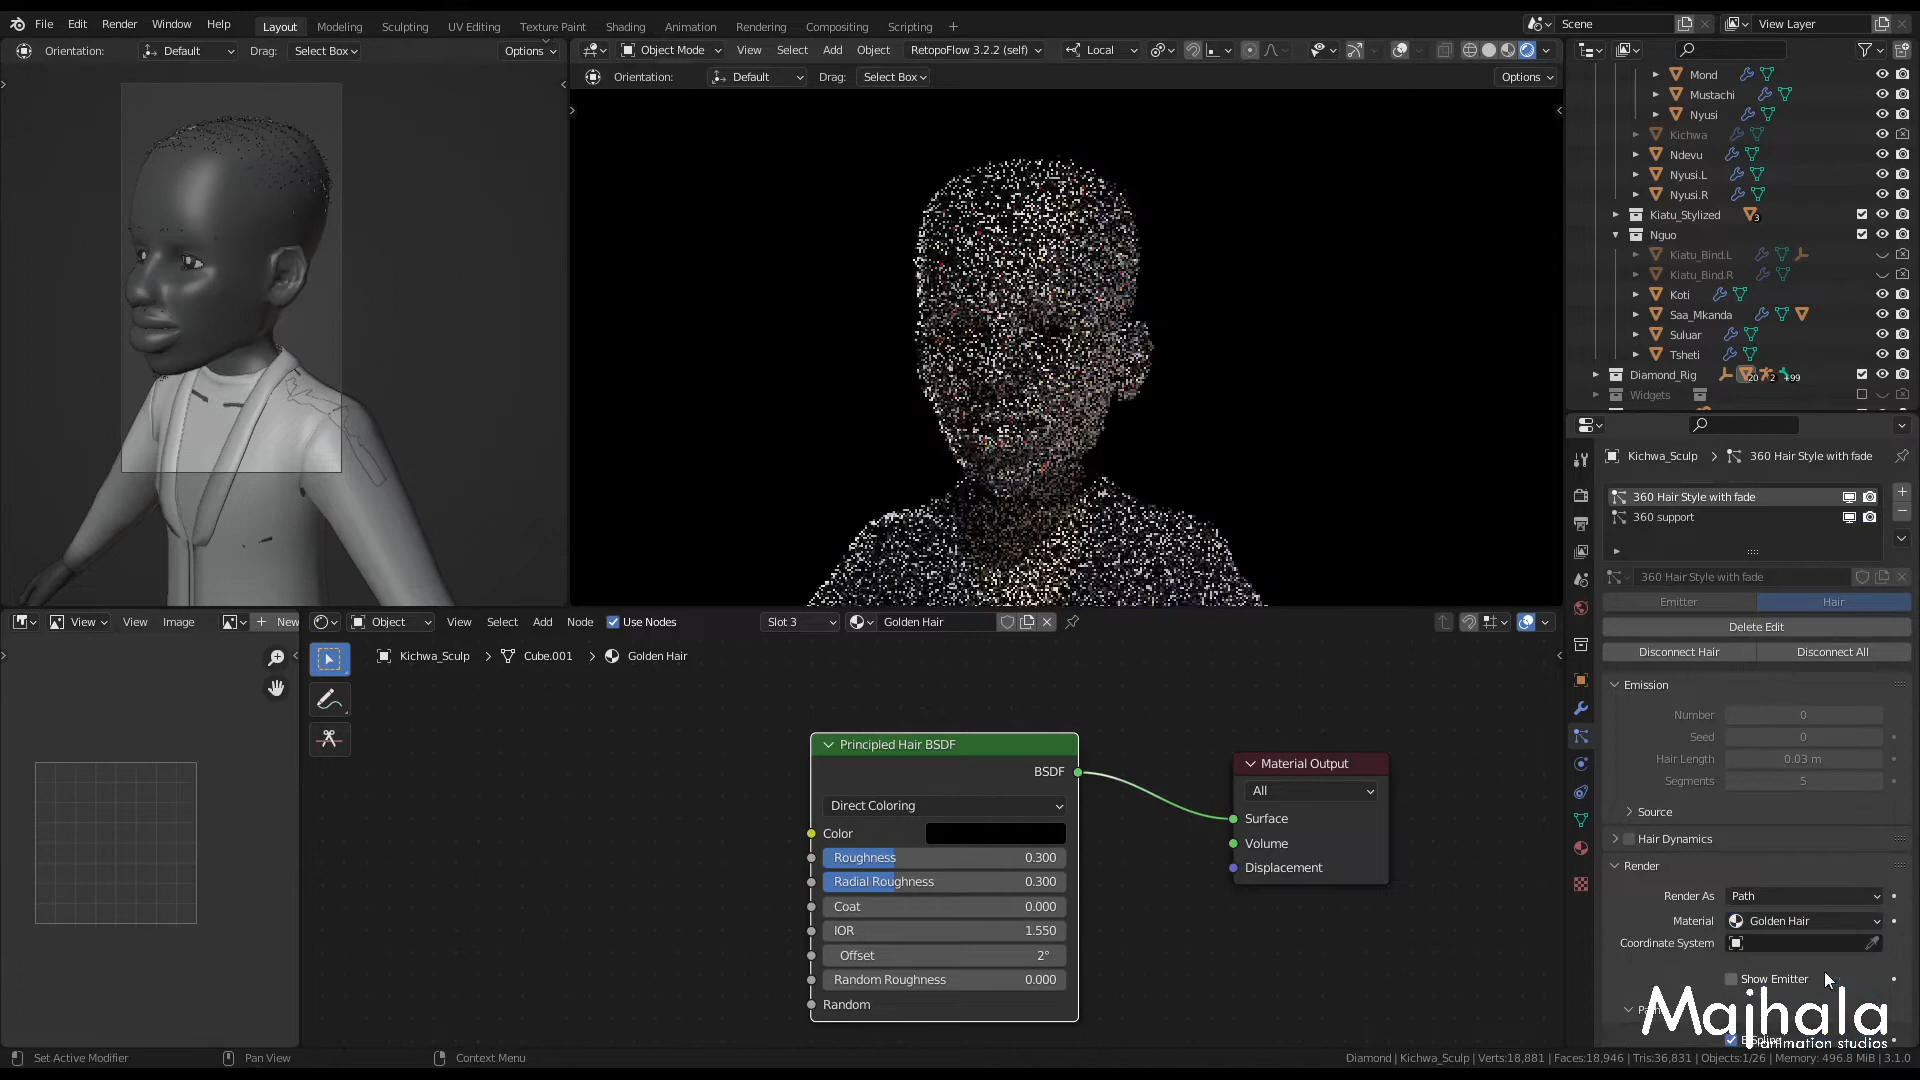 File Edit Render Window Help Layout Modeling Sculpting UV Editing Texture Paint Shading Animation Rendering Compositing Scripting + Scene View Layer
Orientation: Default Drag: Select Box Options
Object Mode View Select Add Object RetopoFlow 3.2.2 (self) Local
Orientation: Default Drag: Select Box Options
Mond
Mustachi
Nyusi
Kichwa
Ndevu
Nyusi.L
Nyusi.R
Kiatu_Stylized 3
Nguo
Kiatu_Bind.L
Kiatu_Bind.R
Koti
Saa_Mkanda
Suluar
Tsheti
Diamond_Rig 20 2 +99
Widgets
Kichwa_Sculp > 360 Hair Style with fade
360 Hair Style with fade
360 support
360 Hair Style with fade
Emitter Hair
Delete Edit
Disconnect Hair Disconnect All
Emission
Number 0
Seed 0
Hair Length 0.03 m
Segments 5
Source
Hair Dynamics
Render
Render As Path
Material Golden Hair
Coordinate System
Show Emitter
View View Image + New
Object View Select Add Node Use Nodes Slot 3 Golden Hair
Kichwa_Sculp > Cube.001 > Golden Hair
Principled Hair BSDF
BSDF
Direct Coloring
Color
Roughness 0.300
Radial Roughness 0.300
Coat 0.000
IOR 1.550
Offset 2°
Random Roughness 0.000
Random
Material Output
All
Surface
Volume
Displacement
Majhala
animation studios
Set Active Modifier Pan View Context Menu Diamond | Kichwa_Sculp | Verts:18,881 | Faces:18,946 | Tris:36,831 | Objects:1/26 | Memory: 496.8 MiB | 3.1.0